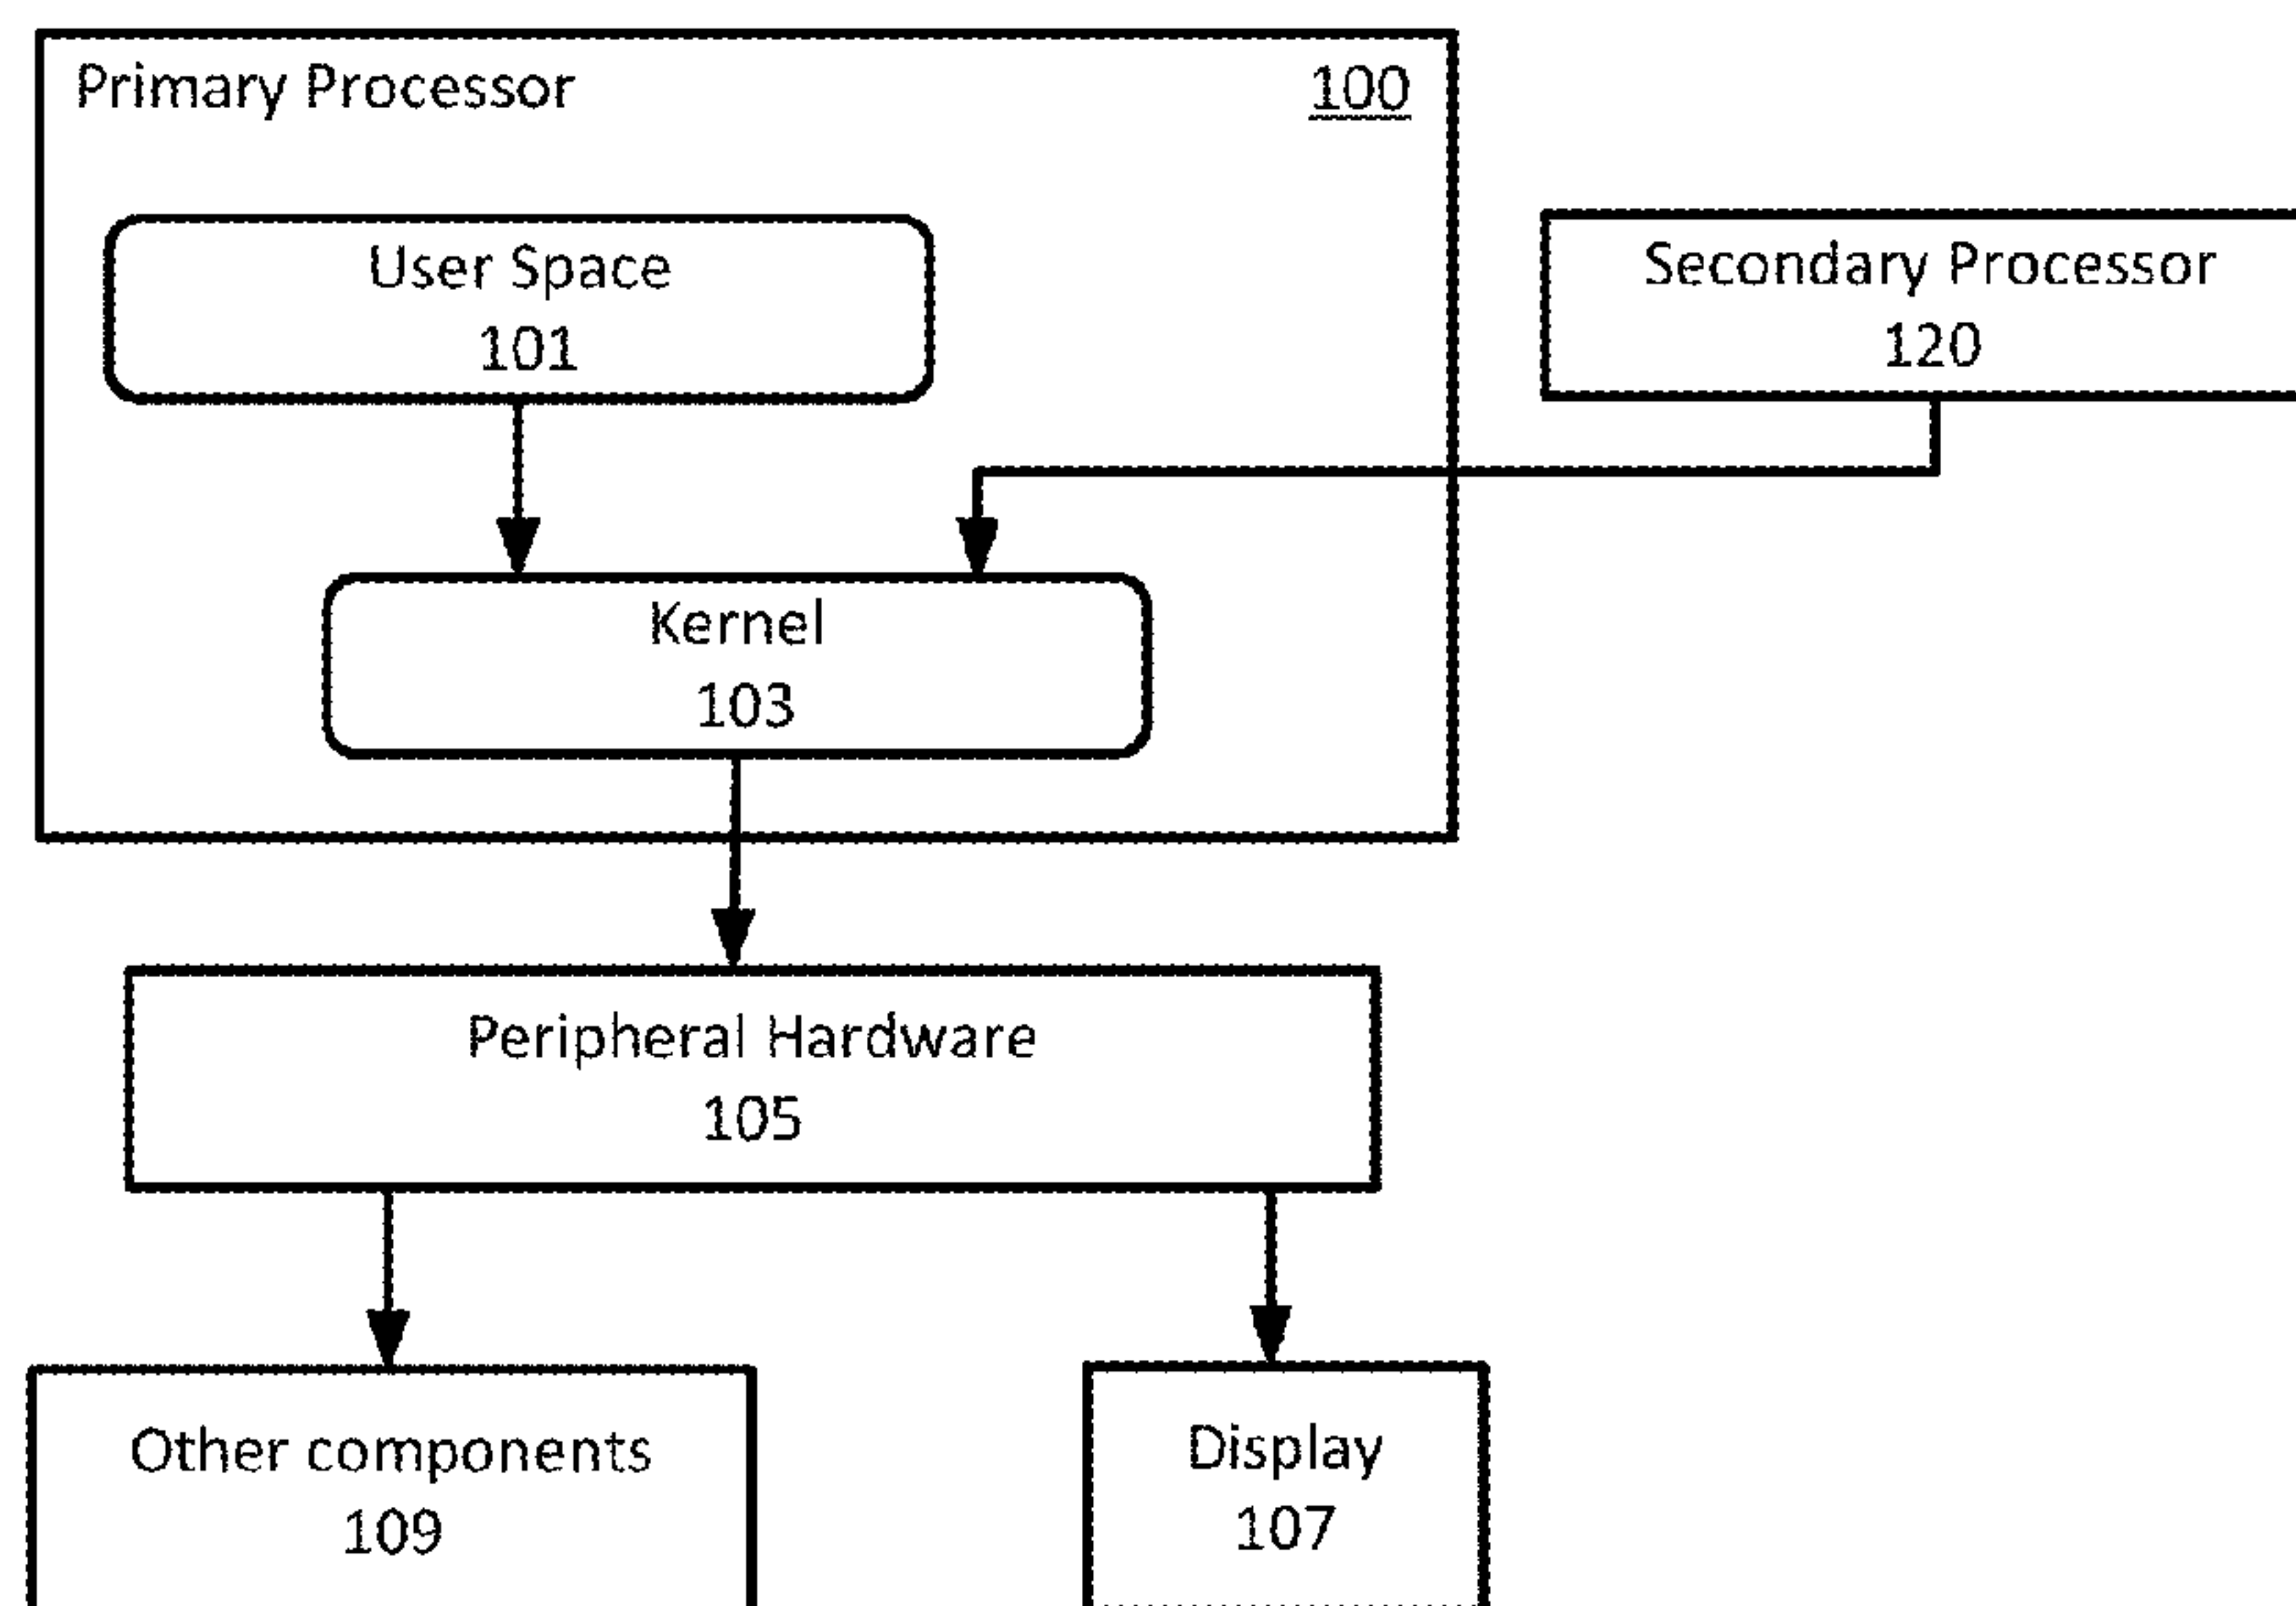 Primary Processor 100
User Space
101
Secondary Processor
120
Kernel
103
Peripheral Hardware
105
Other components
109
Display
107